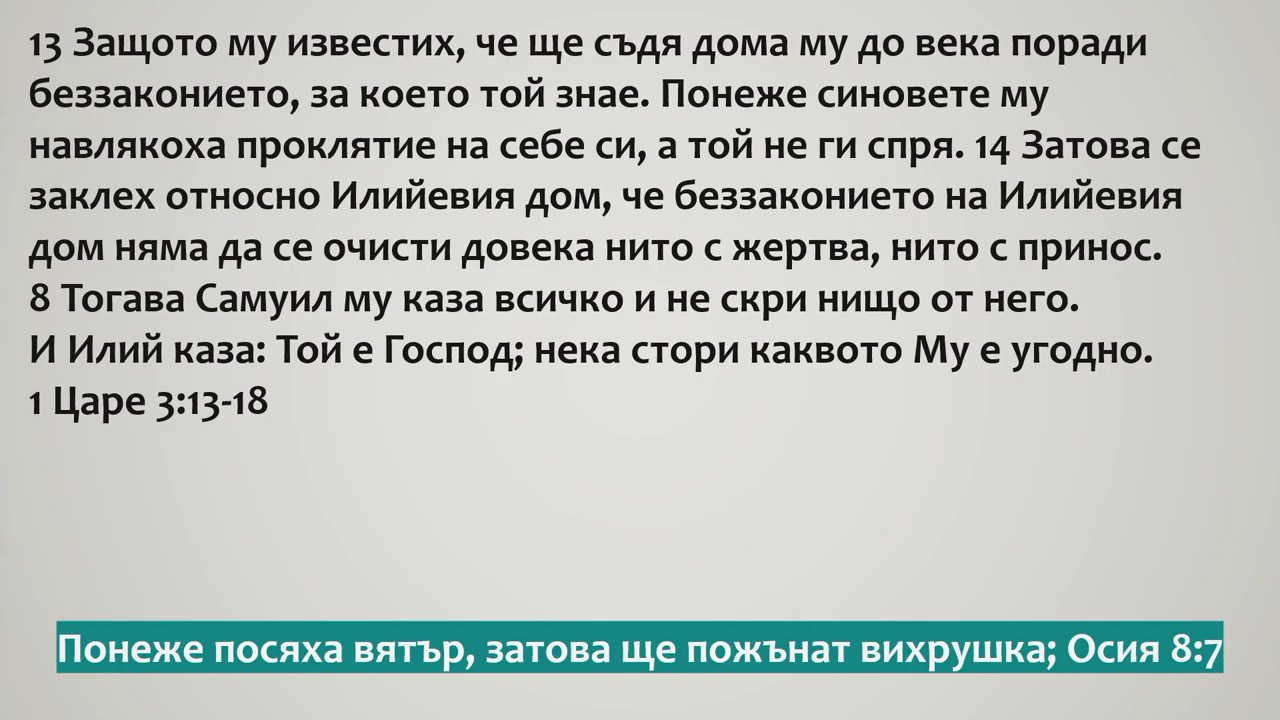 13 Защото му известих, че ще съдя дома му до века поради
беззаконието, за което той знае. Понеже синовете му
навлякоха проклятие на себе си, а той не ги спря. 14 Затова се
заклех относно Илийевия дом, че беззаконието на Илийевия
дом няма да се очисти довека нито с жертва, нито с принос.
8 Тогава Самуил му каза всичко и не скри нищо от него.
И Илий каза: Той е Господ; нека стори каквото Му е угодно.
1 Царе 3:13-18
Понеже посяха вятър, затова ще пожънат вихрушка; Осия 8:7